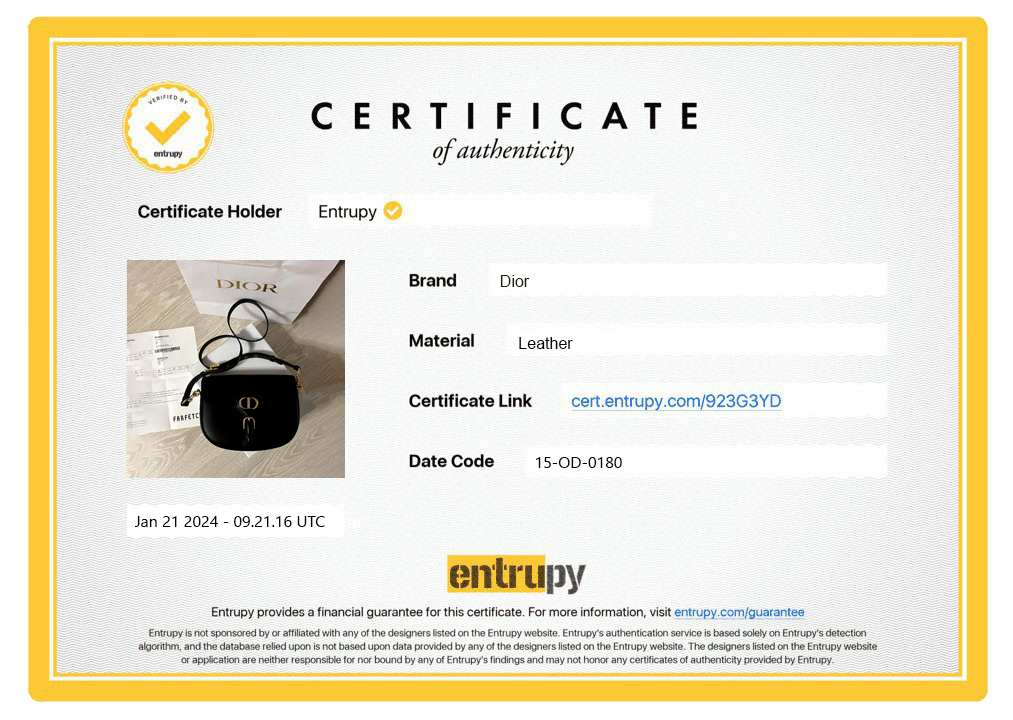 VERIFIED BY
entrupy
CERTIFICATE
of authenticity
Certificate Holder Entrupy
DIOR
FARFETC
Brand Dior
Material Leather
Certificate Link cert.entrupy.com/923G3YD
Date Code 15-OD-0180
Jan 21 2024 - 09.21.16 UTC
entrupy
Entrupy provides a financial guarantee for this certificate. For more information, visit entrupy.com/guarantee
Entrupy is not sponsored by or affiliated with any of the designers listed on the Entrupy website. Entrupy's authentication service is based solely on Entrupy's detection
algorithm, and the database relied upon is not based upon data provided by any of the designers listed on the Entrupy website. The designers listed on the Entrupy website
or application are neither responsible for nor bound by any of Entrupy's findings and may not honor any certificates of authenticity provided by Entrupy.